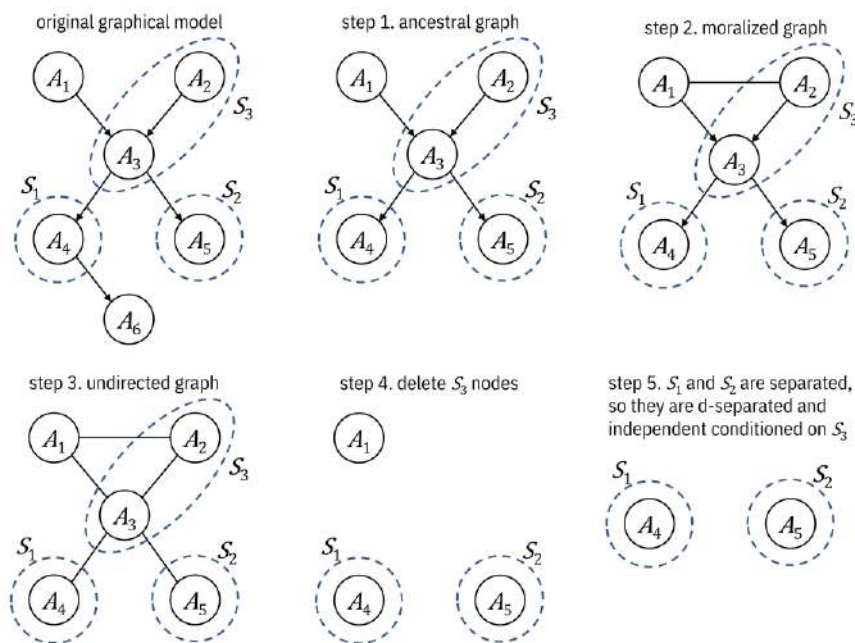 original graphical model
A1
A2
S3
A3
S1
S2
A4
A5
A6
step 1. ancestral graph
A1
A2
S3
A3
S1
S2
A4
A5
step 2. moralized graph
A1
A2
S3
A3
S1
S2
A4
A5
step 3. undirected graph
A1
A2
S3
A3
S1
S2
A4
A5
step 4. delete S3 nodes
A1
S1
S2
A4
A5
step 5. S1 and S2 are separated,
so they are d-separated and
independent conditioned on S3
S1
S2
A4
A5